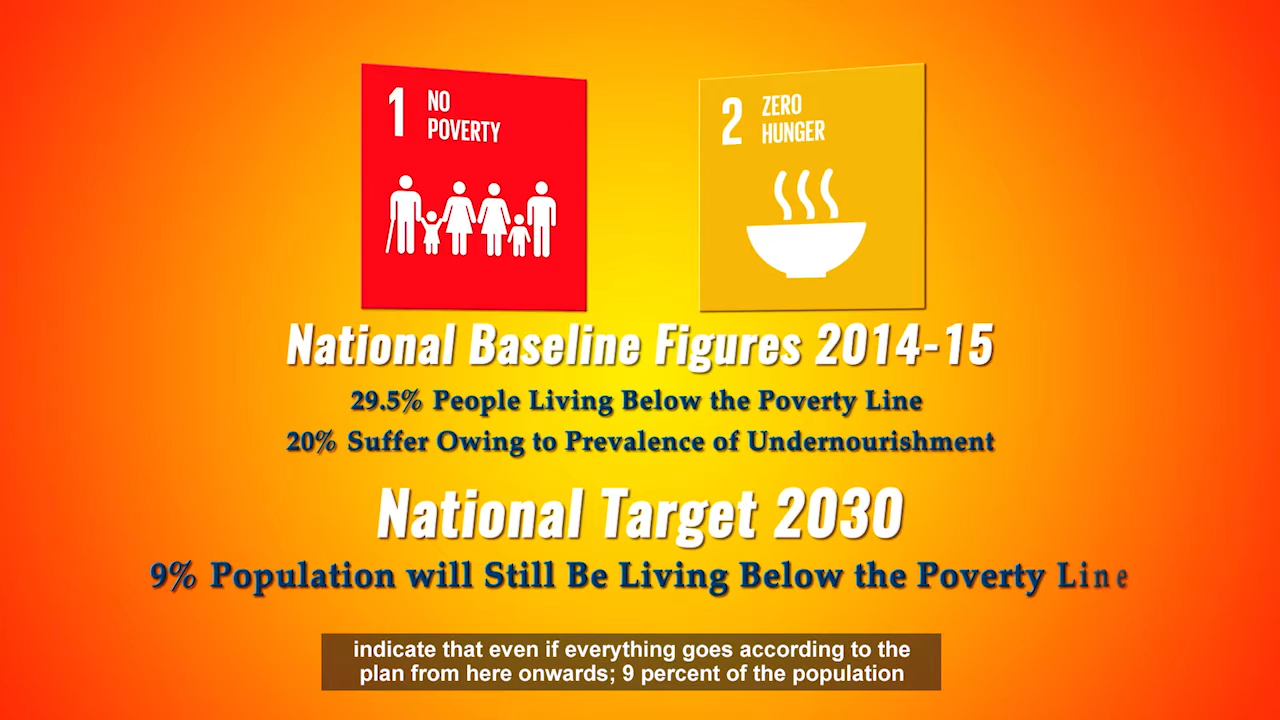 1 NO
POVERTY
2 ZERO
HUNGER
National Baseline Figures 2014-15
29.5% People Living Below the Poverty Line
20% Suffer Owing to Prevalence of Undernourishment
National Target 2030
9% Population will Still Be Living Below the Poverty Line
indicate that even if everything goes according to the
plan from here onwards; 9 percent of the population